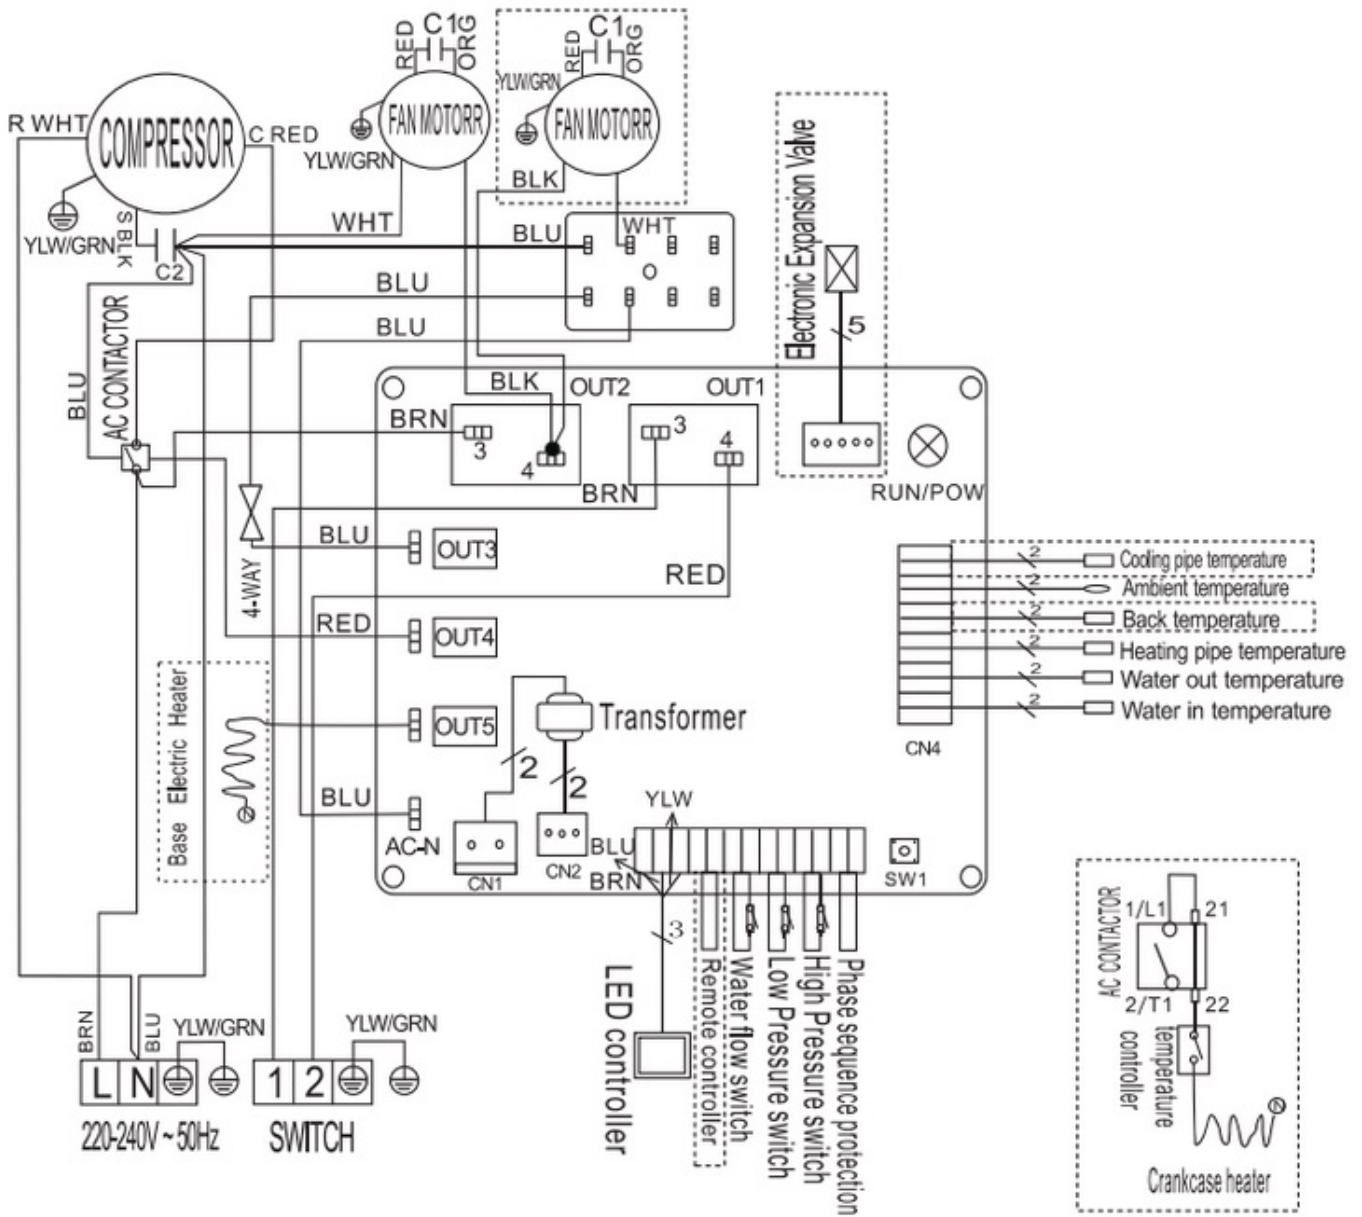 RED
C1
ORG
RED
C1
ORG
YLW/GRN
R WHT
COMPRESSOR
C RED
FAN MOTORR
FAN MOTORR
YLW/GRN
BLK
Electronic Expansion Valve
S BLK
WHT
WHT
YLW/GRN
BLU
C2
BLU
AC CONTACTOR
BLU
5
BLU
BLK
OUT2
OUT1
BRN
3
4
3
4
BRN
RUN/POW
BLU
OUT3
4-WAY
RED
RED
OUT4
2
Cooling pipe temperature
2
Ambient temperature
2
Back temperature
2
Heating pipe temperature
2
Water out temperature
2
Water in temperature
CN4
Base Electric Heater
OUT5
Transformer
2
2
BLU
AC-N
CN1
CN2
YLW
BLU
BRN
SW1
3
LED controller
Remote controller
Water flow switch
Low Pressure switch
High Pressure switch
Phase sequence protection
AC CONTACTOR
1/L1
21
2/T1
22
temperature controller
Crankcase heater
BRN
BLU
YLW/GRN
YLW/GRN
L N
1 2
220-240V ~ 50Hz
SWITCH